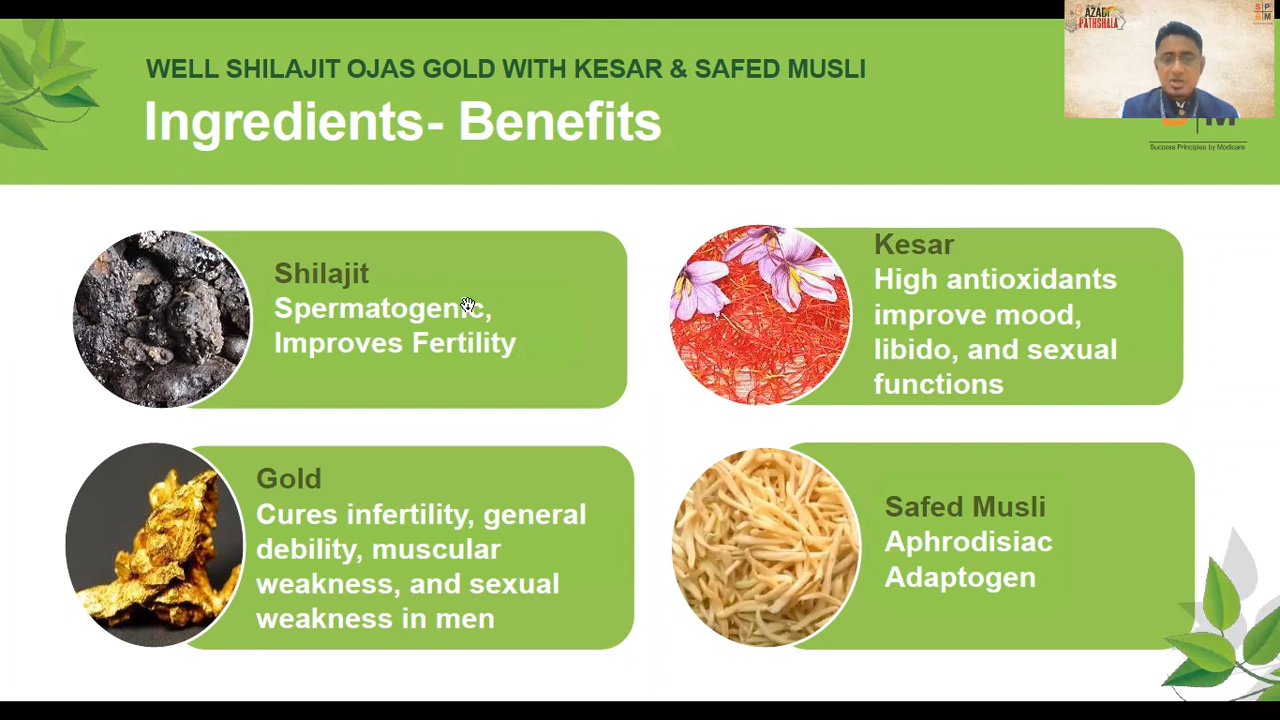 AZADI
PATHSHALA
S P
B M
WELL SHILAJIT OJAS GOLD WITH KESAR & SAFED MUSLI
Ingredients- Benefits
Success Principles by Modicare
Shilajit
Spermatogenic,
Improves Fertility
Kesar
High antioxidants
improve mood,
libido, and sexual
functions
Gold
Cures infertility, general
debility, muscular
weakness, and sexual
weakness in men
Safed Musli
Aphrodisiac
Adaptogen